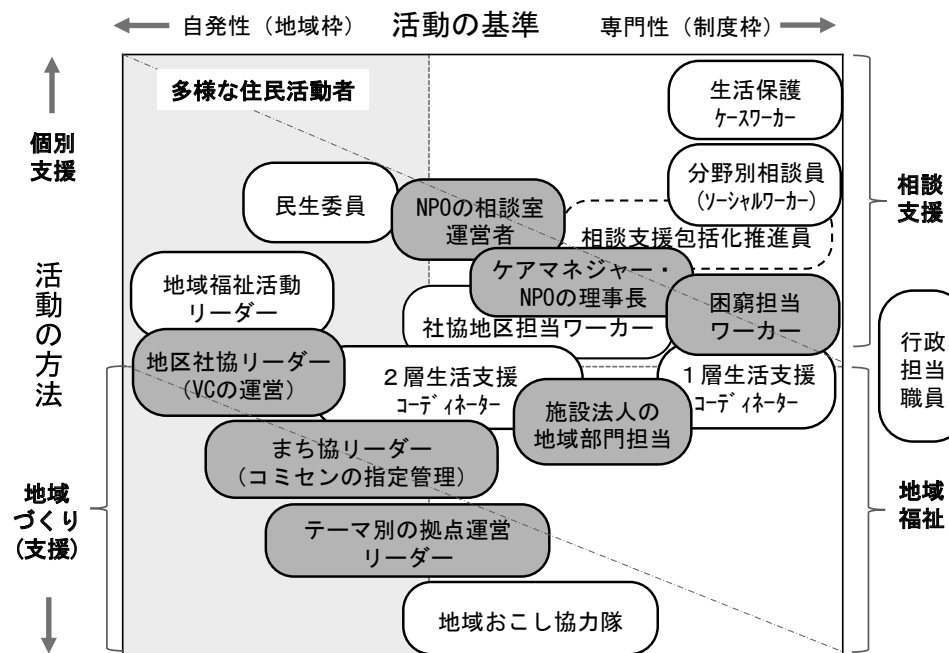 活動の基準
自発性（地域枠）
専門性（制度枠）
活動の方法
個別
支援
地域
づくり
(支援)
多様な住民活動者
生活保護
ｹｰｽﾜｰｶｰ
分野別相談員
(ｿｰｼｬﾙﾜｰｶｰ)
民生委員
NPOの相談室
運営者
相談支援包括化推進員
ケアマネジャー・
NPOの理事長
地域福祉活動
リーダー
社協地区担当ワーカー
困窮担当
ワーカー
地区社協リーダー
(VCの運営)
２層生活支援
ｺｰﾃﾞｨﾈｰﾀｰ
１層生活支援
ｺｰﾃﾞｨﾈｰﾀｰ
施設法人の
地域部門担当
まち協リーダー
(コミセンの指定管理)
テーマ別の拠点運営
リーダー
地域おこし協力隊
相談
支援
行政
担当
職員
地域
福祉